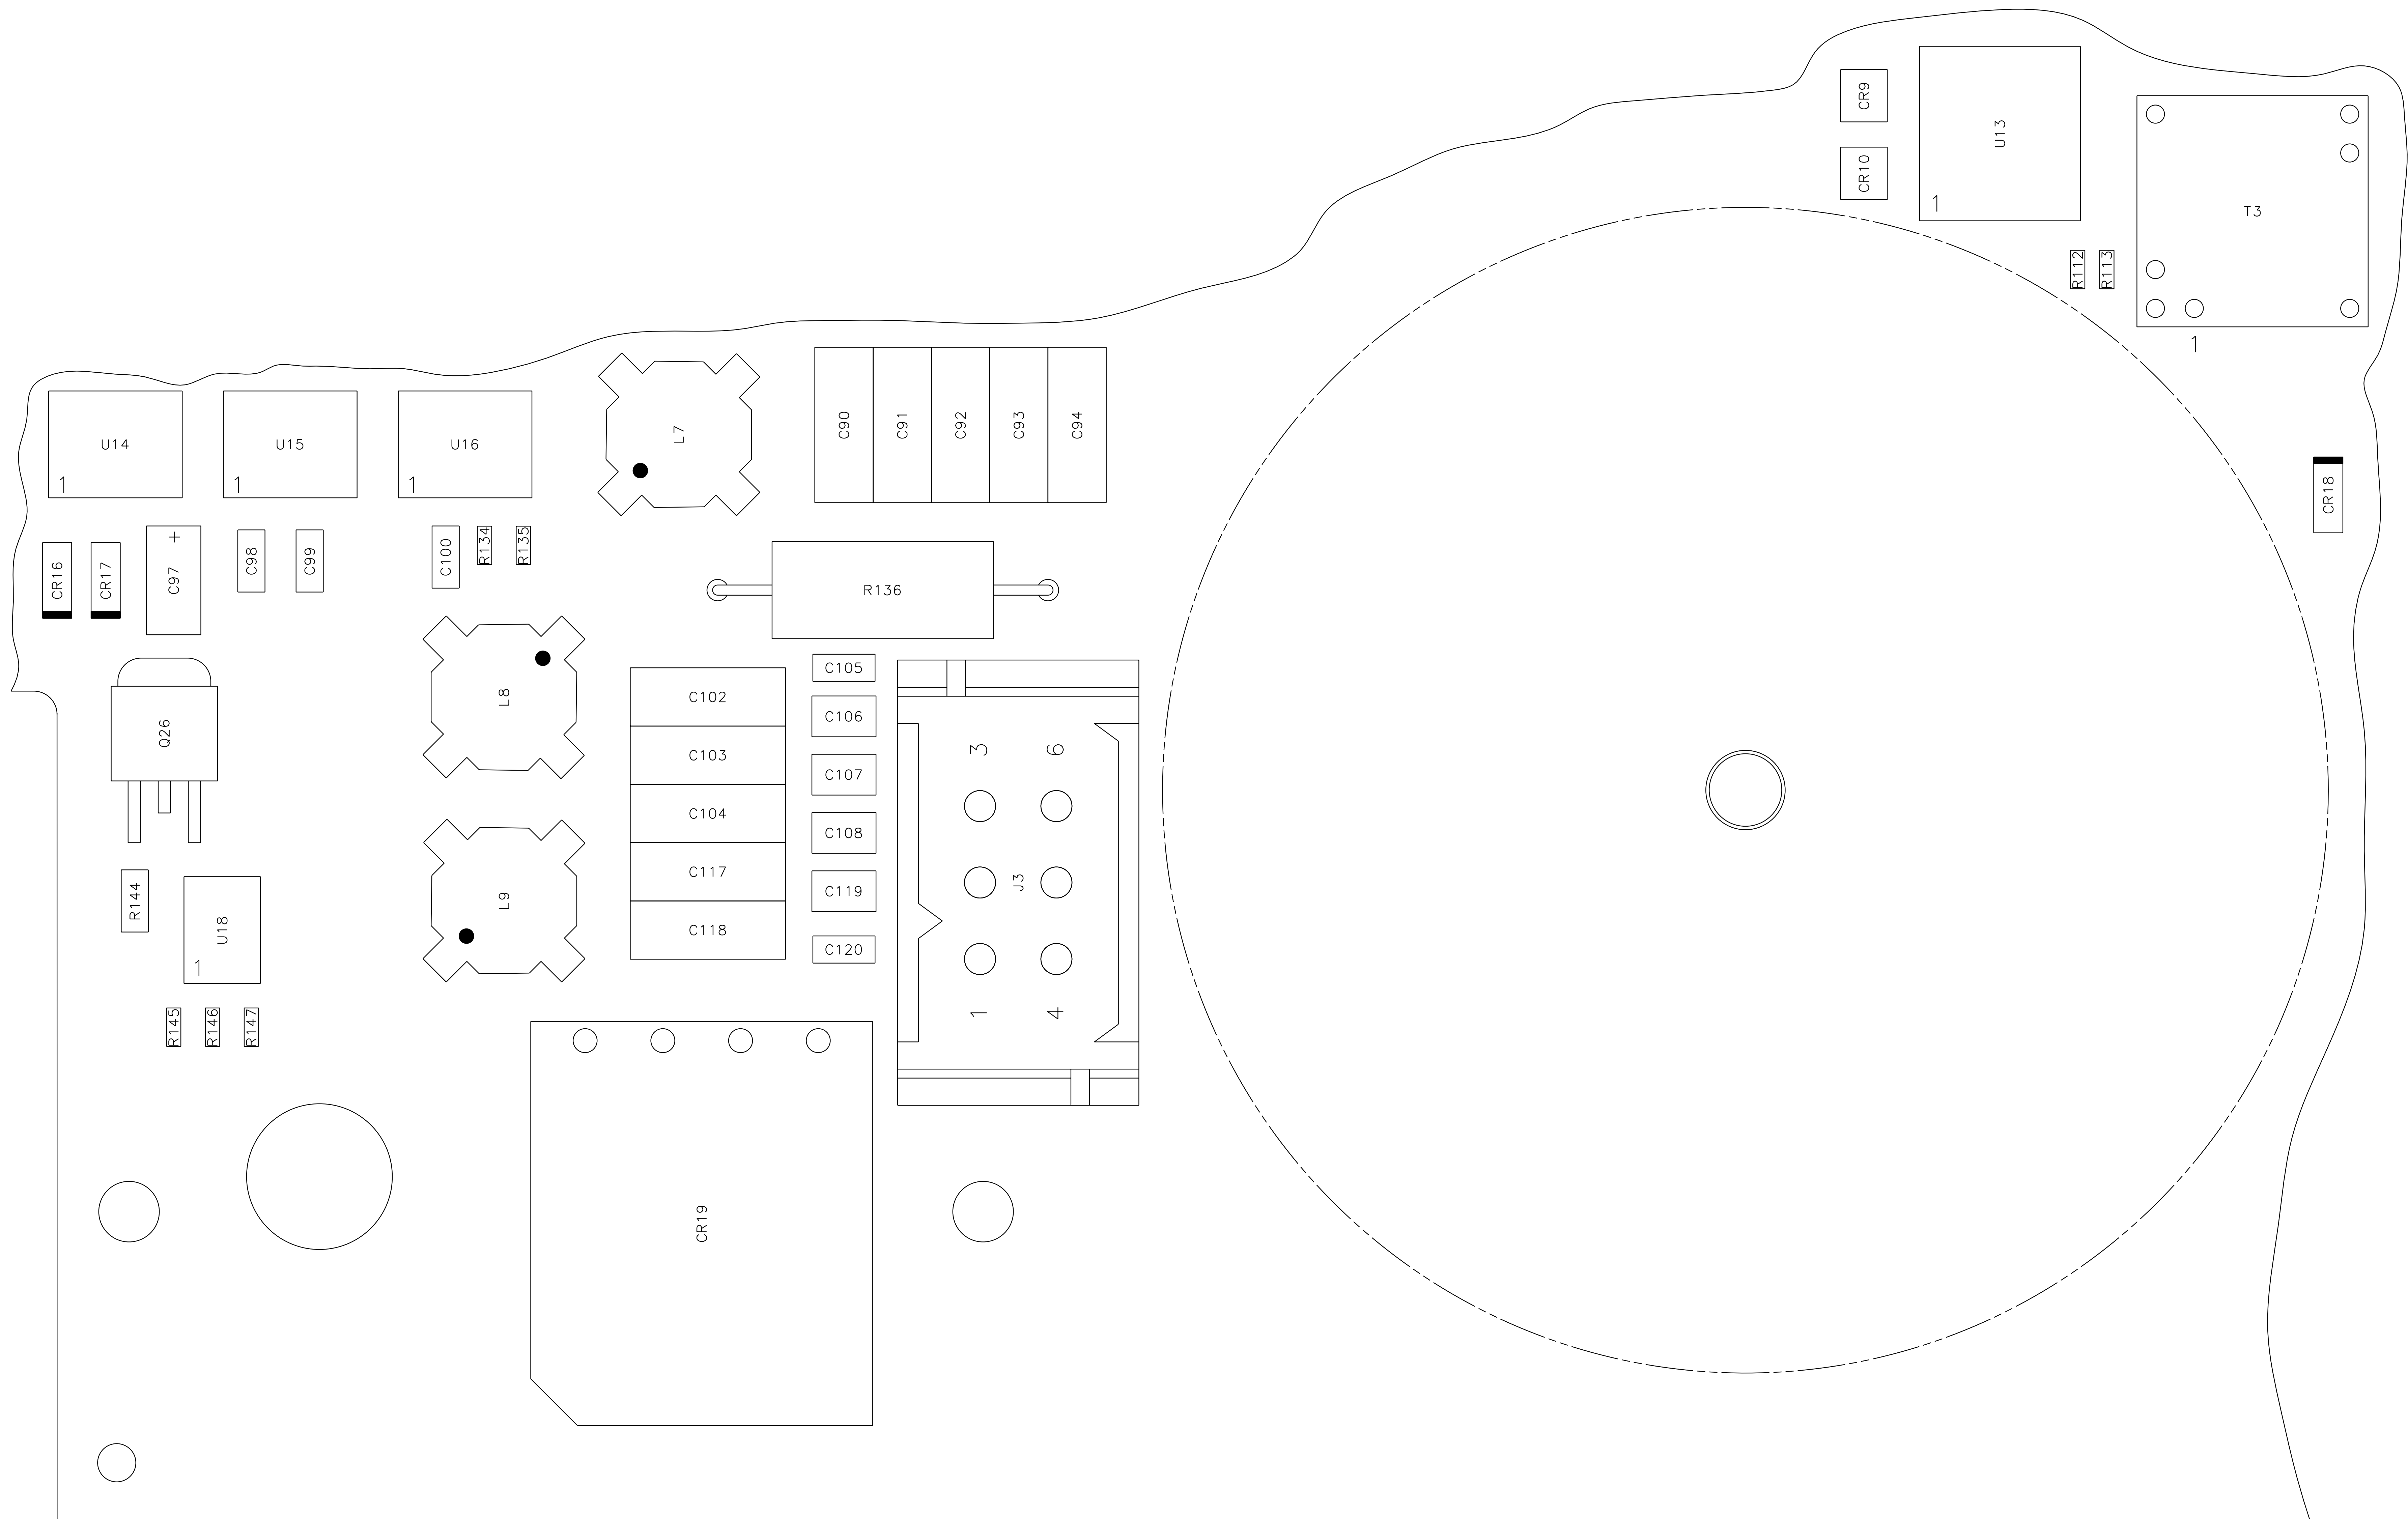 CR9
U13
CR10
1
T3
R112
R113
1
U14
1
U15
1
U16
1
L7
C90
C91
C92
C93
C94
CR18
CR16
CR17
+
C97
C98
C99
C100
R134
R135
R136
L8
C102
C103
C104
C117
C118
C105
C106
C107
C108
C119
C120
3
6
J3
1
4
Q26
L9
R144
U18
1
R145
R146
R147
CR19